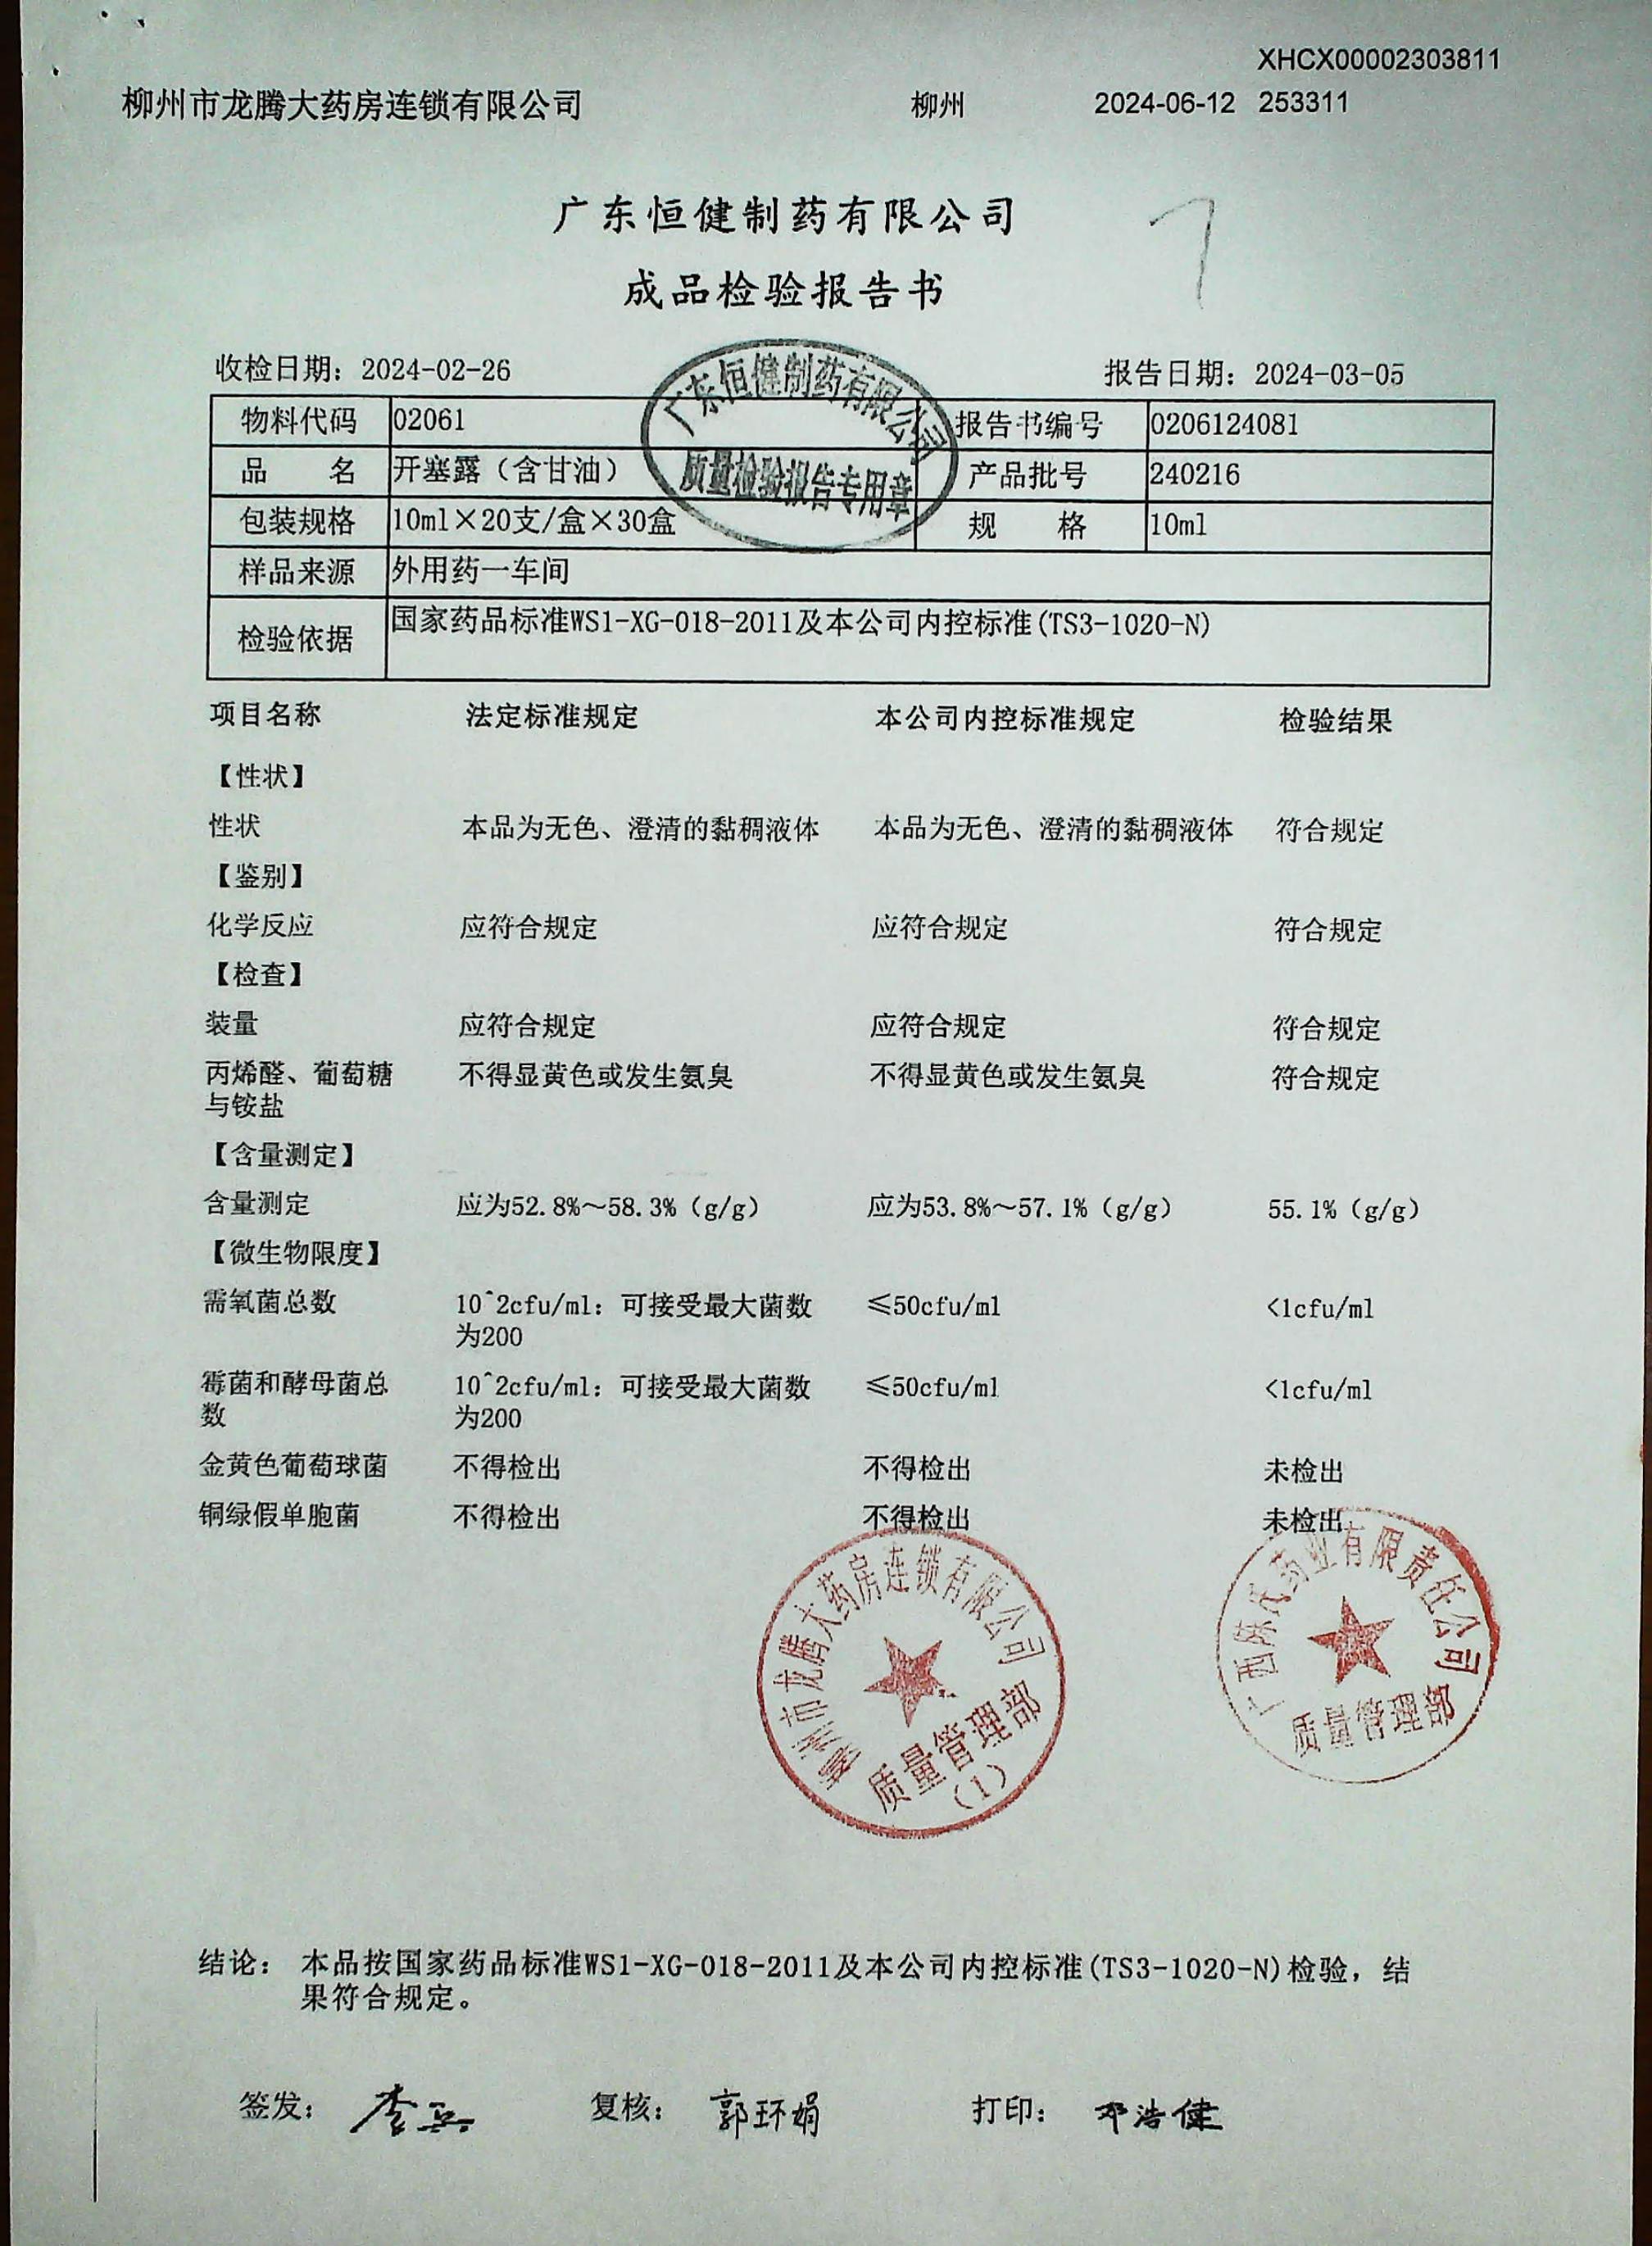 XHCX00002303811
柳州市龙腾大药房连锁有限公司 柳州 2024-06-12 253311
广东恒健制药有限公司
7
成品检验报告书
收检日期：2024-02-26 报告日期：2024-03-05
广东恒健制药有限公司
质量检验报告专用章
物料代码 02061 报告书编号 0206124081
品 名 开塞露（含甘油） 产品批号 240216
包装规格 10ml×20支/盒×30盒 规 格 10ml
样品来源 外用药一车间
检验依据 国家药品标准WS1-XG-018-2011及本公司内控标准(TS3-1020-N)
项目名称 法定标准规定 本公司内控标准规定 检验结果
【性状】
性状 本品为无色、澄清的黏稠液体 本品为无色、澄清的黏稠液体 符合规定
【鉴别】
化学反应 应符合规定 应符合规定 符合规定
【检查】
装量 应符合规定 应符合规定 符合规定
丙烯醛、葡萄糖 不得显黄色或发生氨臭 不得显黄色或发生氨臭 符合规定
与铵盐
【含量测定】
含量测定 应为52.8%～58.3%（g/g） 应为53.8%～57.1%（g/g） 55.1%（g/g）
【微生物限度】
需氧菌总数 10^2cfu/ml：可接受最大菌数 ≤50cfu/ml <1cfu/ml
为200
霉菌和酵母菌总 10^2cfu/ml：可接受最大菌数 ≤50cfu/ml <1cfu/ml
数 为200
金黄色葡萄球菌 不得检出 不得检出 未检出
铜绿假单胞菌 不得检出 不得检出 未检出
柳州市龙腾大药房连锁有限公司
质量管理部
（1）
广西陈氏药业有限责任公司
质量管理部
结论： 本品按国家药品标准WS1-XG-018-2011及本公司内控标准(TS3-1020-N)检验，结
果符合规定。
签发： 复核： 郭环娟 打印： 邓浩健